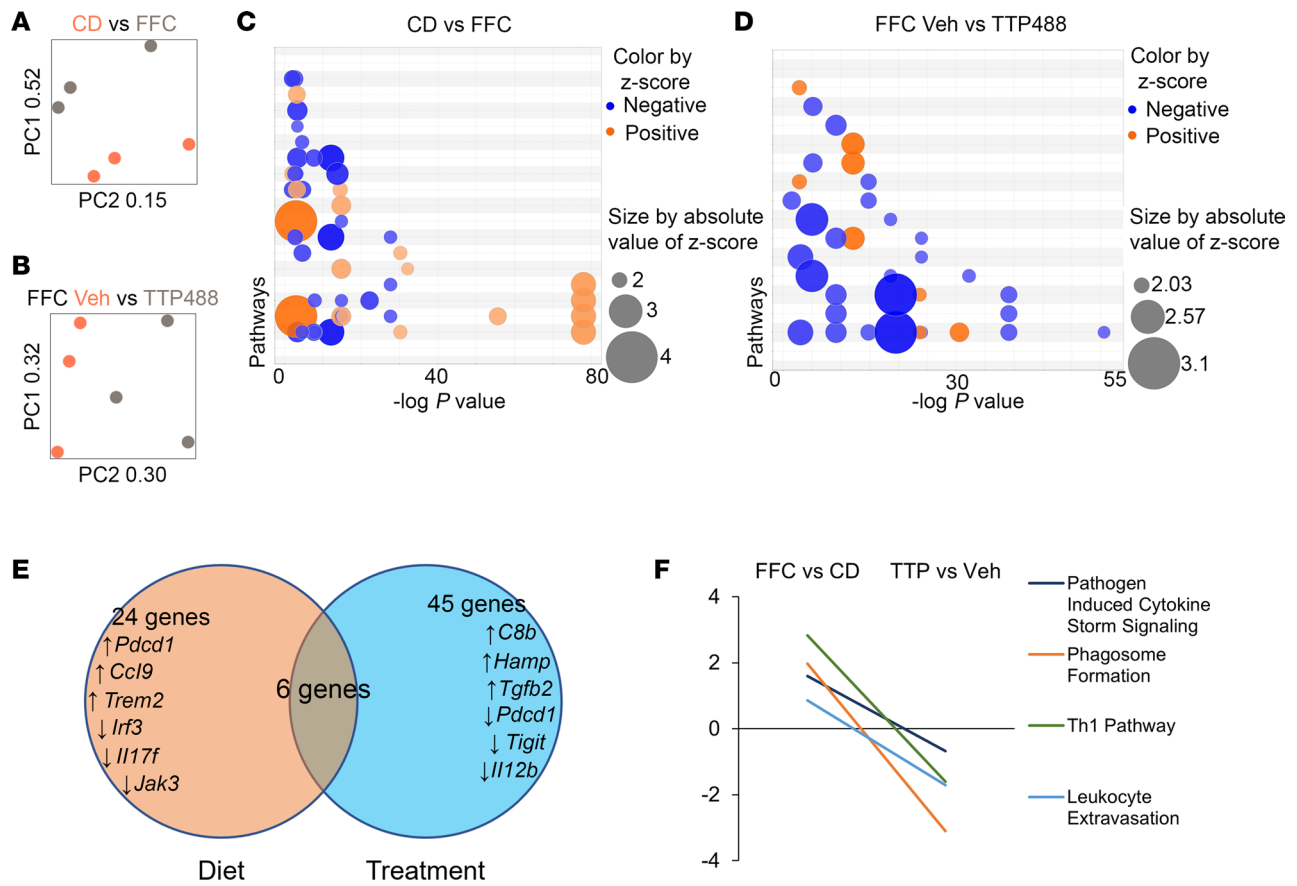 A
CD vs FFC
PC1 0.52
PC2 0.15
B
FFC Veh vs TTP488
PC1 0.32
PC2 0.30
C
CD vs FFC
Pathways
0
40
80
-log P value
Color by
z-score
Negative
Positive
Size by absolute
value of z-score
2
3
4
D
FFC Veh vs TTP488
Pathways
0
30
55
-log P value
Color by
z-score
Negative
Positive
Size by absolute
value of z-score
2.03
2.57
3.1
E
24 genes
↑Pdcd1
↑Ccl9
↑Trem2
↓Irf3
↓Il17f
↓Jak3
6 genes
45 genes
↑C8b
↑Hamp
↑Tgfb2
↓Pdcd1
↓Tigit
↓Il12b
Diet
Treatment
F
FFC vs CD
TTP vs Veh
4
2
0
-2
-4
Pathogen
Induced Cytokine
Storm Signaling
Phagosome
Formation
Th1 Pathway
Leukocyte
Extravasation